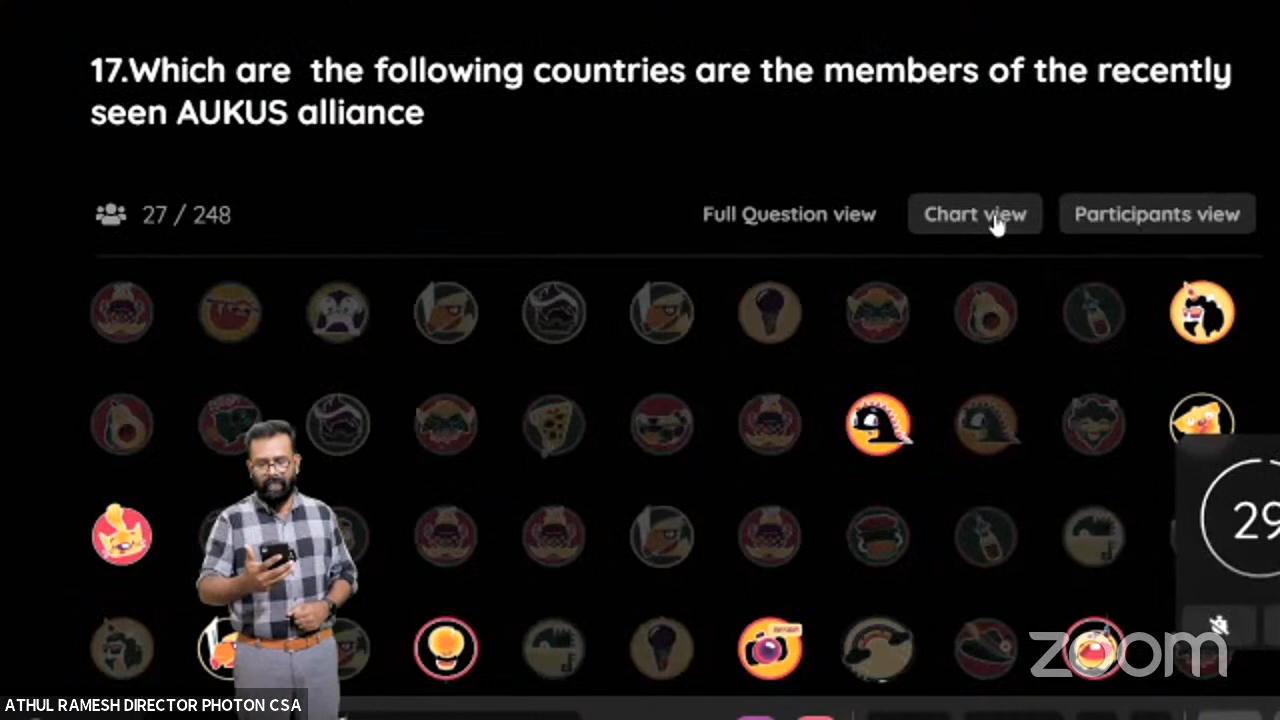 17.Which are  the following countries are the members of the recently
seen AUKUS alliance
27 / 248
Full Question view
Chart view
Participants view
29
zoom
ATHUL RAMESH DIRECTOR PHOTON CSA